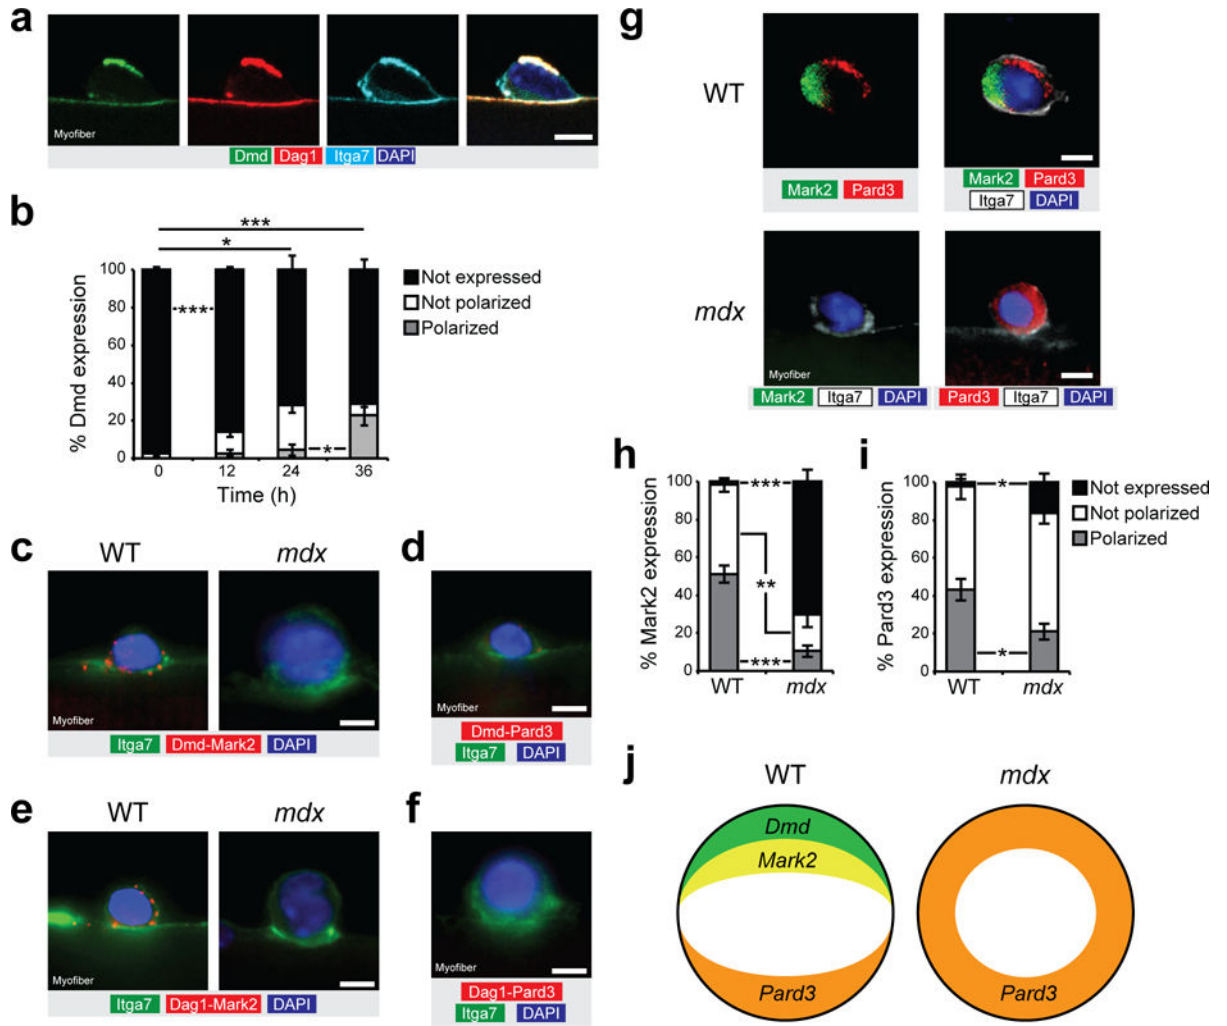 a
Myofiber
Dmd Dag1 Itga7 DAPI
b
***
*
% Dmd expression
100
80
60
40
20
0
***
*
0 12 24 36
Time (h)
Not expressed
Not polarized
Polarized
c
WT mdx
Myofiber
Itga7 Dmd-Mark2 DAPI
d
Dmd-Pard3
Itga7 DAPI
e
WT mdx
Myofiber
Itga7 Dag1-Mark2 DAPI
f
Myofiber
Dag1-Pard3
Itga7 DAPI
g
WT
Mark2 Pard3
Mark2 Pard3
Itga7 DAPI
mdx
Myofiber
Mark2 Itga7 DAPI
Pard3 Itga7 DAPI
h
% Mark2 expression
100
80
60
40
20
0
***
**
***
WT mdx
i
% Pard3 expression
100
80
60
40
20
0
*
*
WT mdx
Not expressed
Not polarized
Polarized
j
WT mdx
Dmd
Mark2
Pard3
Pard3